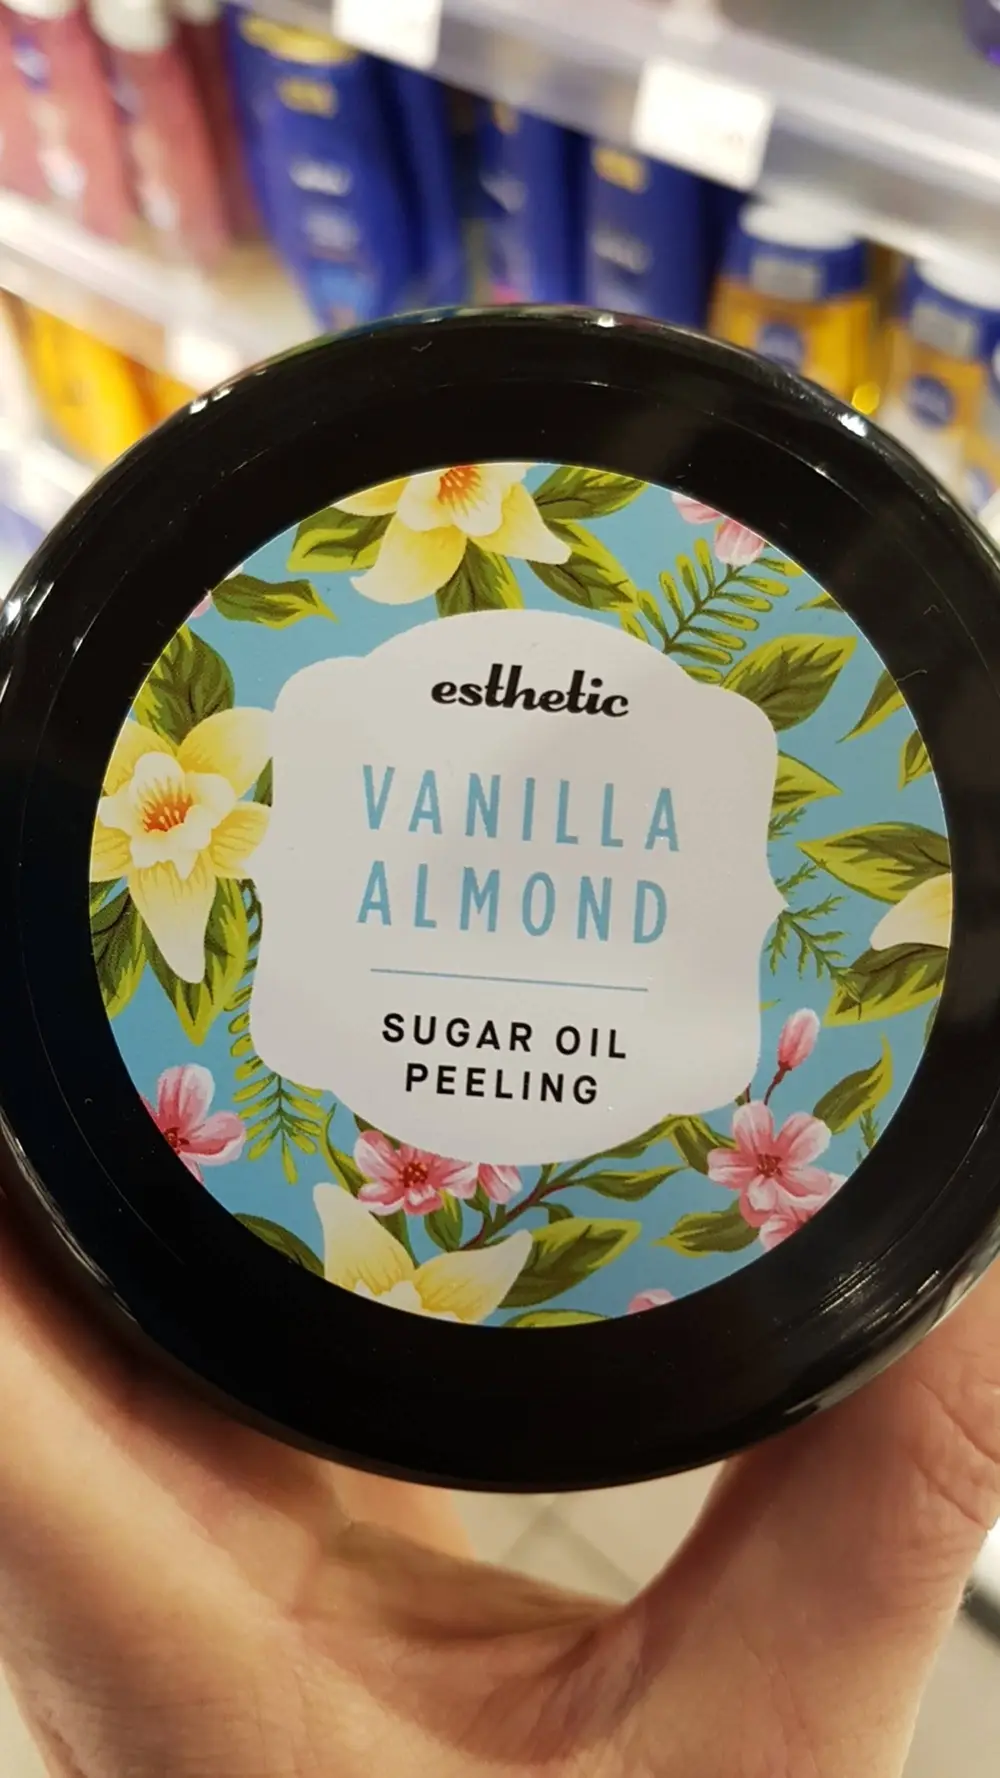 esthetic
VANILLA
ALMOND
SUGAR OIL
PEELING